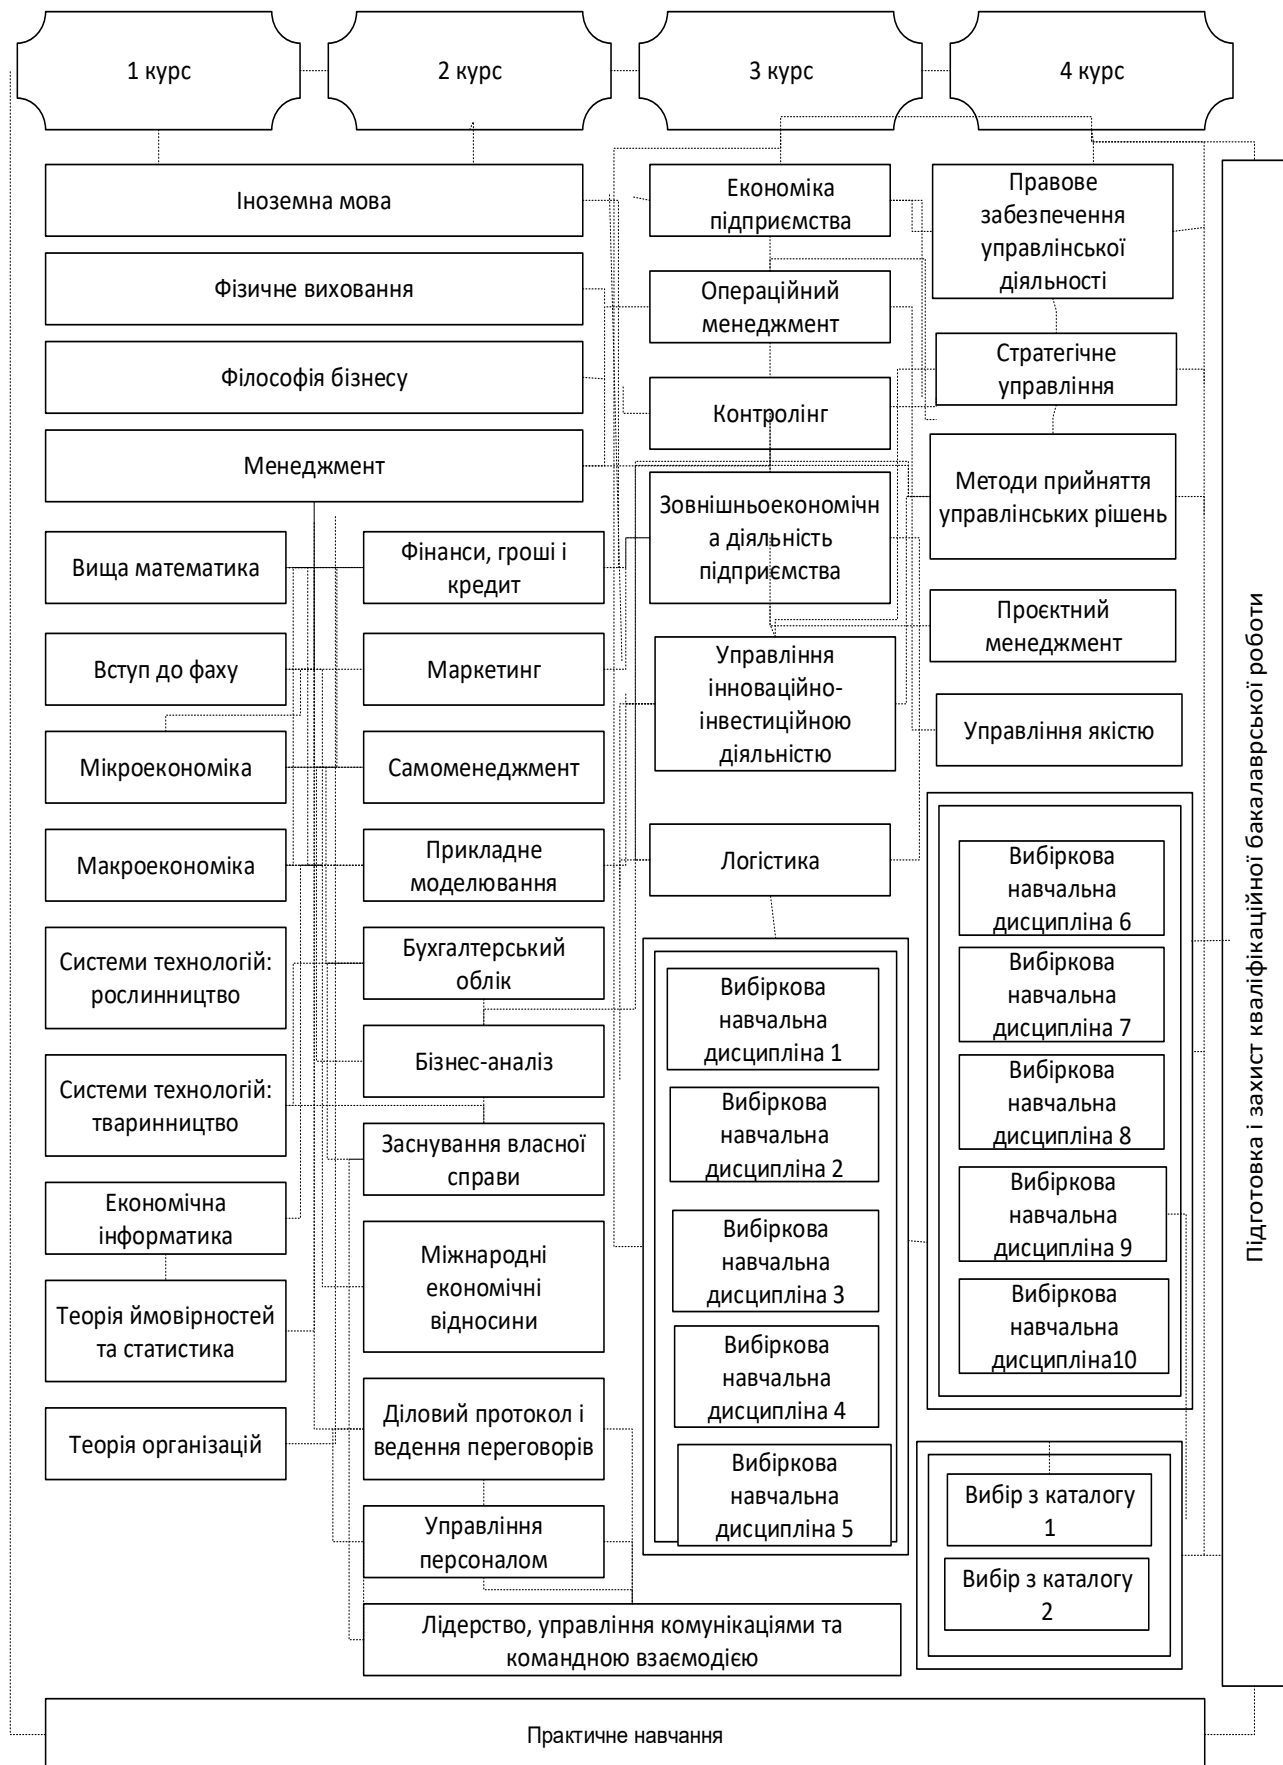 1 курс
2 курс
3 курс
4 курс
Іноземна мова
Фізичне виховання
Філософія бізнесу
Менеджмент
Вища математика
Вступ до фаху
Мікроекономіка
Макроекономіка
Системи технологій:
рослинництво
Системи технологій:
тваринництво
Економічна
інформатика
Теорія ймовірностей
та статистика
Теорія організацій
Фінанси, гроші і
кредит
Маркетинг
Самоменеджмент
Прикладне
моделювання
Бухгалтерський
облік
Бізнес-аналіз
Заснування власної
справи
Міжнародні
економічні
відносини
Діловий протокол і
ведення переговорів
Управління
персоналом
Лідерство, управління комунікаціями та
командною взаємодією
Економіка
підприємства
Операційний
менеджмент
Контролінг
Зовнішньоекономічн
а діяльність
підприємства
Управління
інноваційно-
інвестиційною
діяльністю
Логістика
Вибіркова
навчальна
дисципліна 1
Вибіркова
навчальна
дисципліна 2
Вибіркова
навчальна
дисципліна 3
Вибіркова
навчальна
дисципліна 4
Вибіркова
навчальна
дисципліна 5
Правове
забезпечення
управлінської
діяльності
Стратегічне
управління
Методи прийняття
управлінських рішень
Проєктний
менеджмент
Управління якістю
Вибіркова
навчальна
дисципліна 6
Вибіркова
навчальна
дисципліна 7
Вибіркова
навчальна
дисципліна 8
Вибіркова
навчальна
дисципліна 9
Вибіркова
навчальна
дисципліна10
Вибір з каталогу
1
Вибір з каталогу
2
Підготовка і захист кваліфікаційної бакалаврської роботи
Практичне навчання